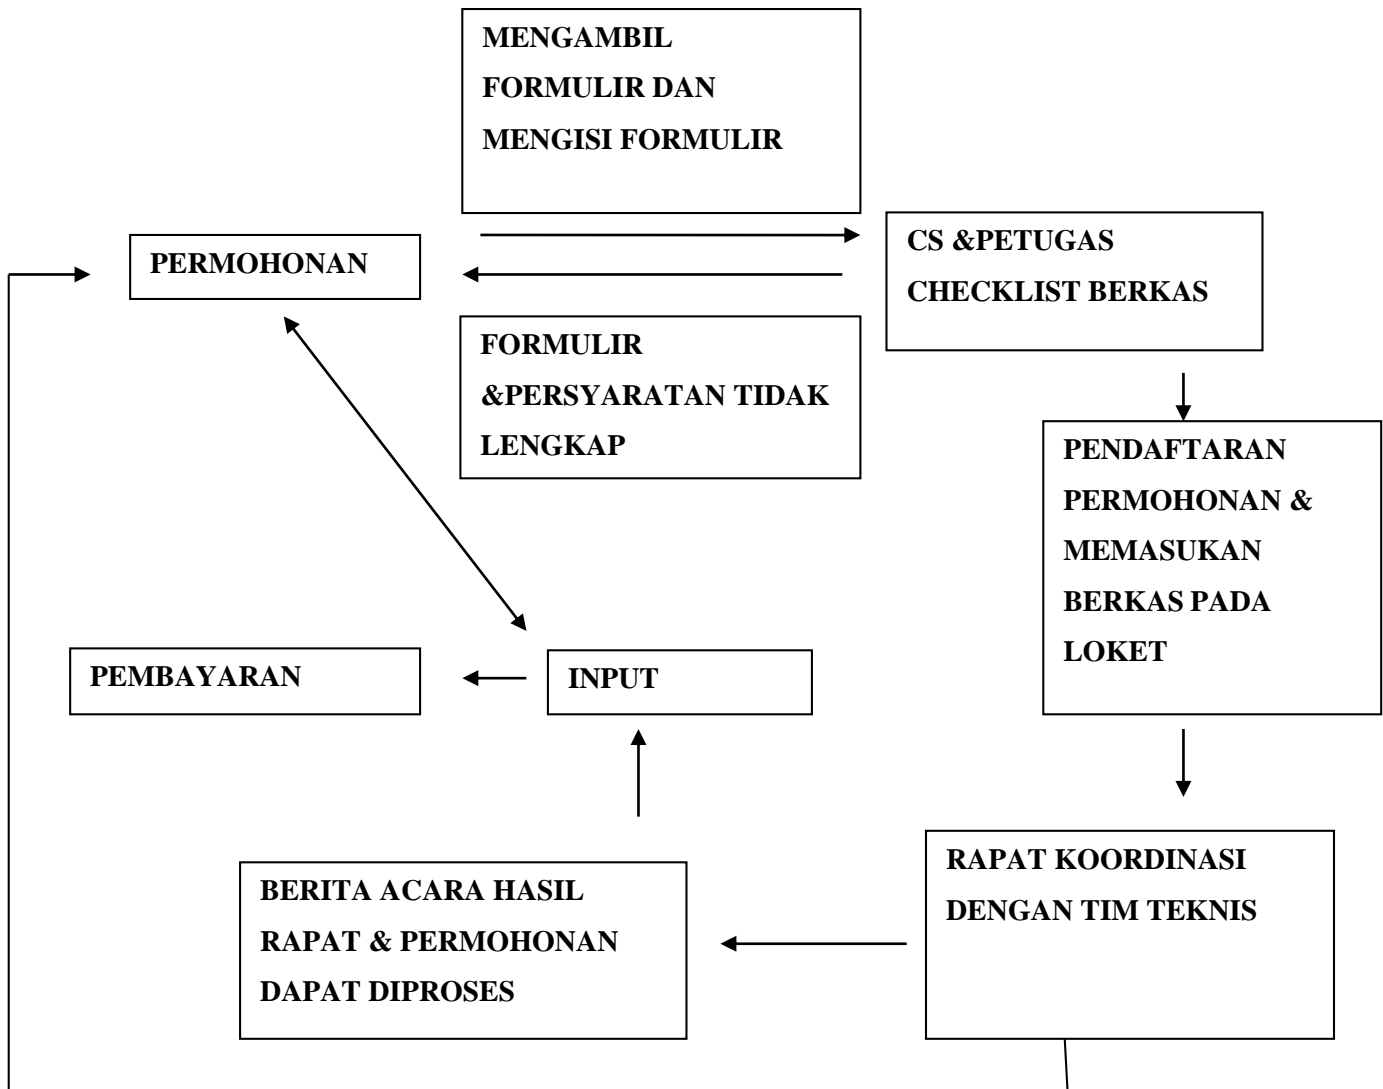 MENGAMBIL
FORMULIR DAN
MENGISI FORMULIR
PERMOHONAN
CS &PETUGAS
CHECKLIST BERKAS
FORMULIR
&PERSYARATAN TIDAK
LENGKAP
PENDAFTARAN
PERMOHONAN &
MEMASUKAN
BERKAS PADA
LOKET
PEMBAYARAN
INPUT
RAPAT KOORDINASI
DENGAN TIM TEKNIS
BERITA ACARA HASIL
RAPAT & PERMOHONAN
DAPAT DIPROSES